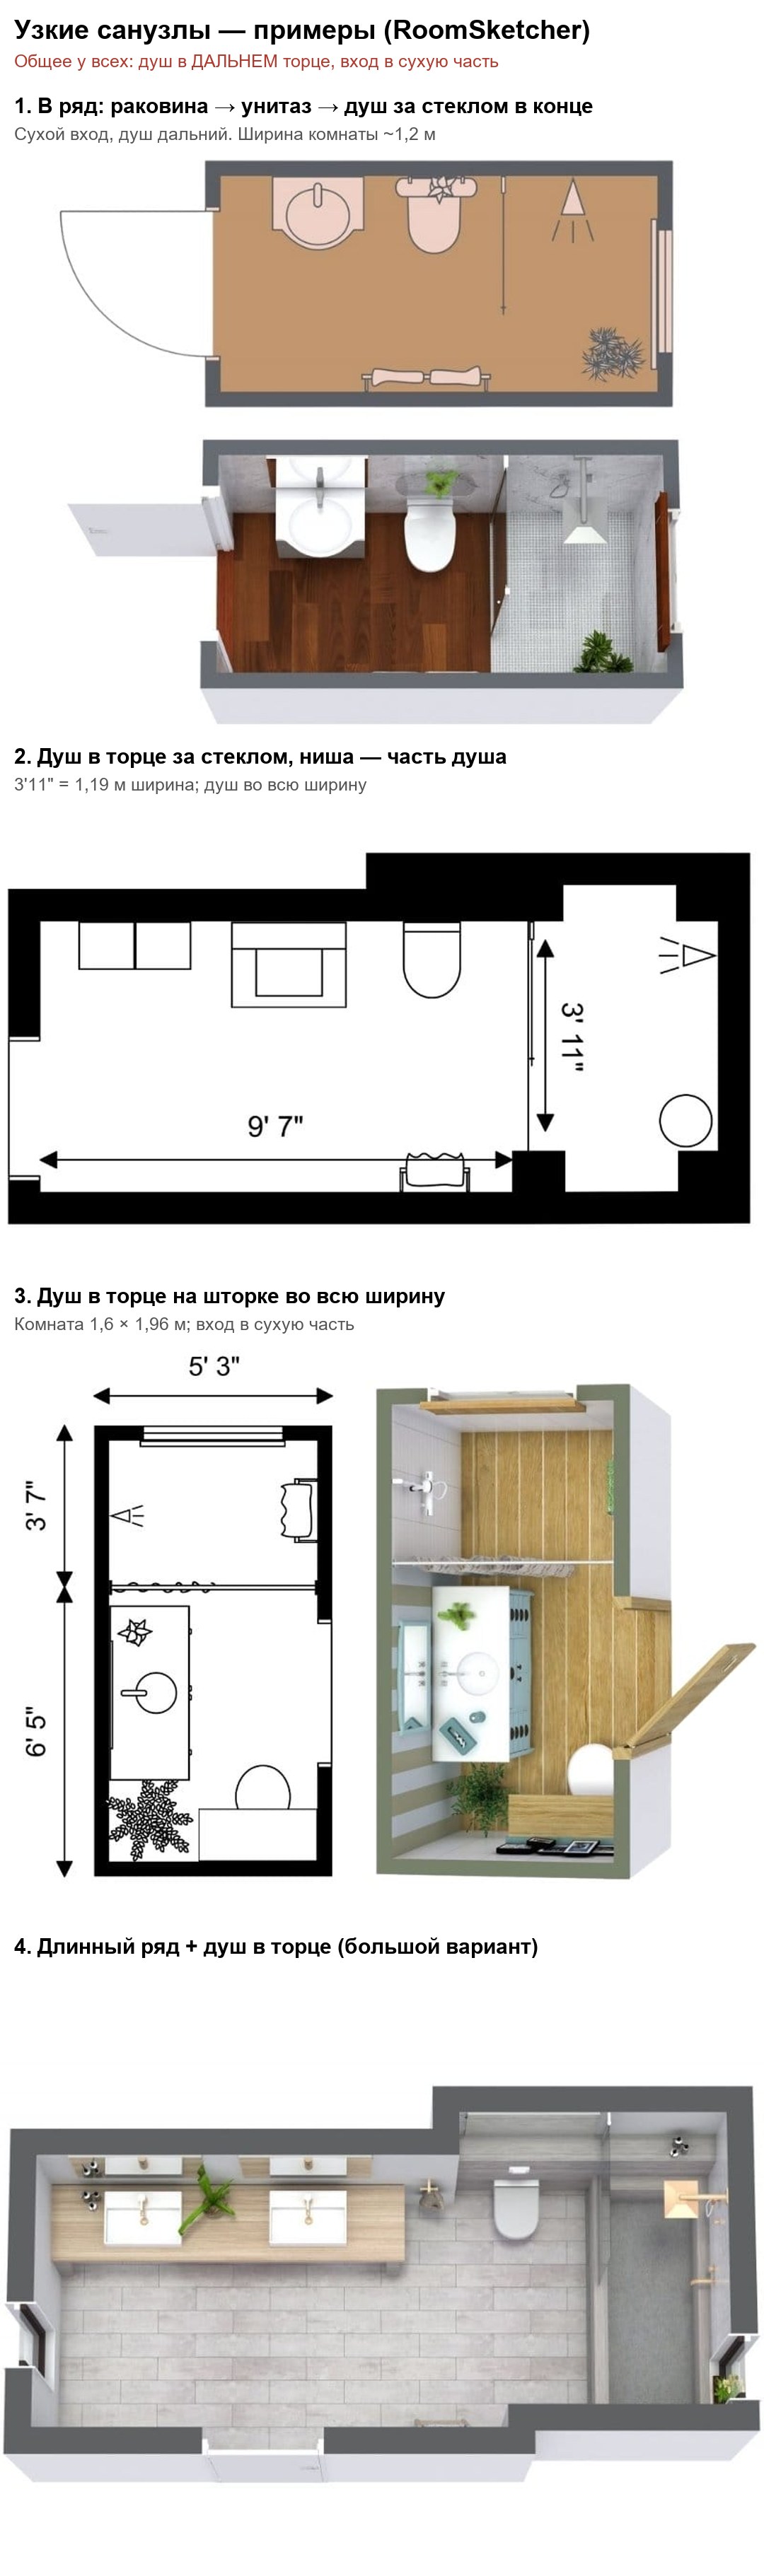 Узкие санузлы — примеры (RoomSketcher)
Общее у всех: душ в ДАЛЬНЕМ торце, вход в сухую часть
1. В ряд: раковина → унитаз → душ за стеклом в конце
Сухой вход, душ дальний. Ширина комнаты ~1,2 м
2. Душ в торце за стеклом, ниша — часть душа
3'11" = 1,19 м ширина; душ во всю ширину
3' 11"
9' 7"
3. Душ в торце на шторке во всю ширину
Комната 1,6 × 1,96 м; вход в сухую часть
5' 3"
3' 7"
6' 5"
4. Длинный ряд + душ в торце (большой вариант)